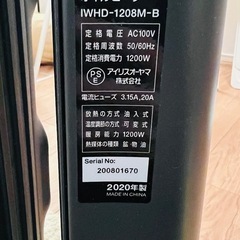 IWHD-1208M-B
定格電圧 AC100V
定格周波数 50/60Hz
定格消費電力 1200W
PSE
アイリスオーヤマ
株式会社
電流ヒューズ 3.15A,20A
放熱の方式 油入式
温度調節の方式 可変式
暖房能力 1200W
熱媒体の種類 鉱物油
Serial No:
200801670
2020年製
MADE IN CHINA